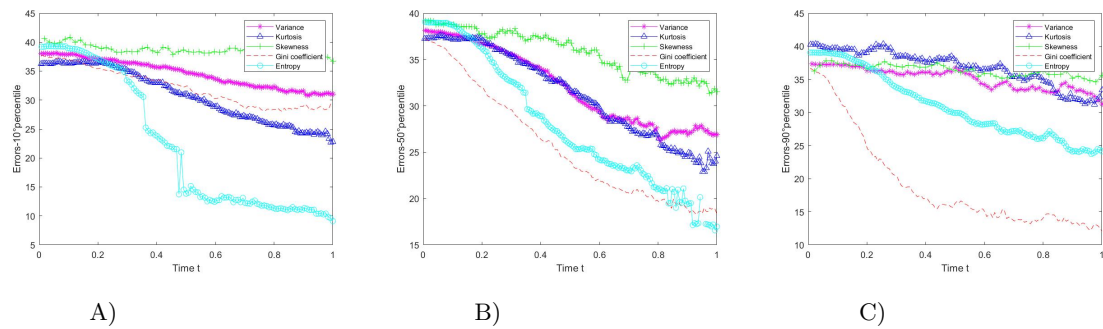 45
40
35
30
25
20
15
10
5
0
0.2
0.4
0.6
0.8
1
Time t
Errors-10°percentile
Variance
Kurtosis
Skewness
Gini coefficient
Entropy
40
35
30
25
20
15
0
0.2
0.4
0.6
0.8
1
Time t
Errors-50°percentile
Variance
Kurtosis
Skewness
Gini coefficient
Entropy
45
40
35
30
25
20
15
10
0
0.2
0.4
0.6
0.8
1
Time t
Errors-90°percentile
Variance
Kurtosis
Skewness
Gini coefficient
Entropy
A)
B)
C)